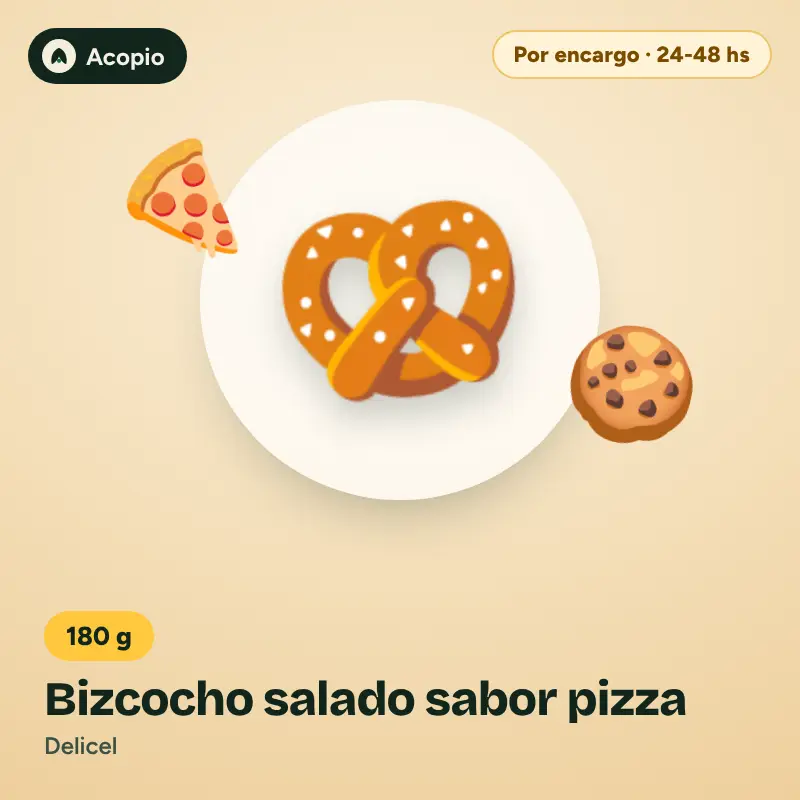 Acopio
Por encargo · 24-48 hs
180 g
Bizcocho salado sabor pizza
Delicel